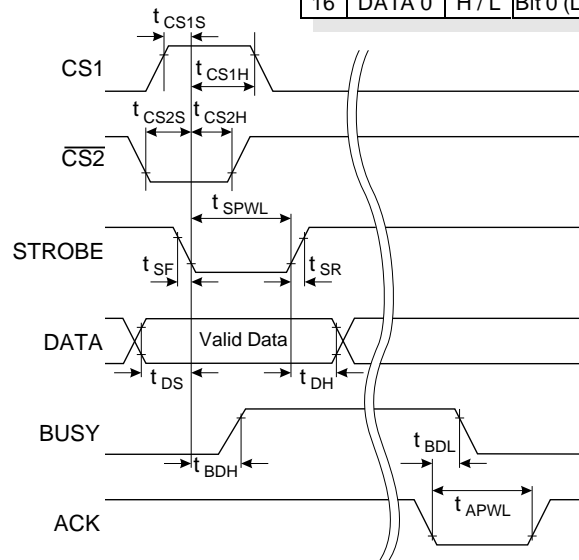 16 DATA 0 H / L Bit 0 (L
t CS1S
CS1
t CS1H
t CS2S t CS2H
CS2
t SPWL
STROBE
t SF t SR
DATA Valid Data
t DS t DH
BUSY
t BDL
t BDH
t APWL
ACK